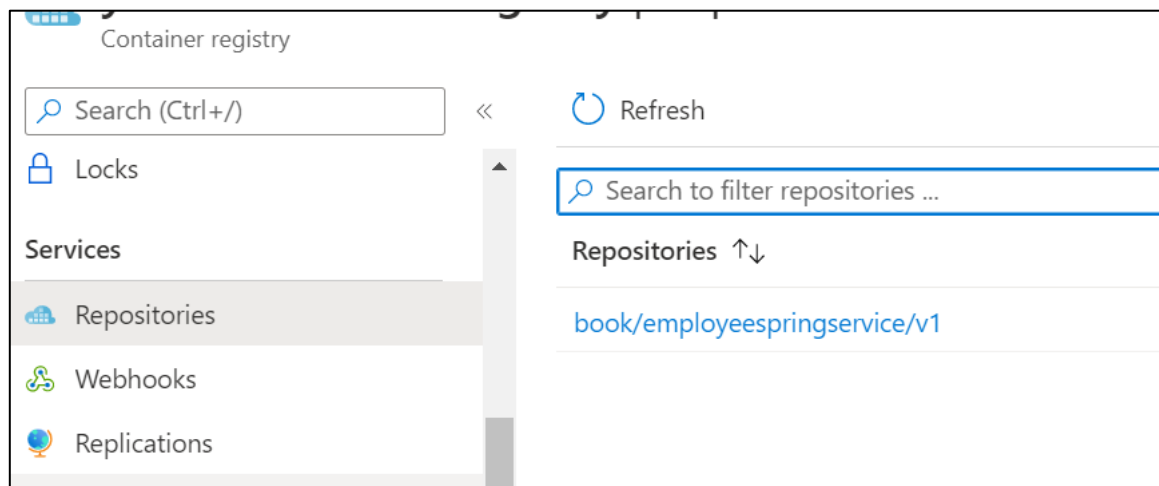 Container registry
Search (Ctrl+/)
«
Refresh
Locks
Search to filter repositories ...
Services
Repositories ↑↓
Repositories
book/employeespringservice/v1
Webhooks
Replications